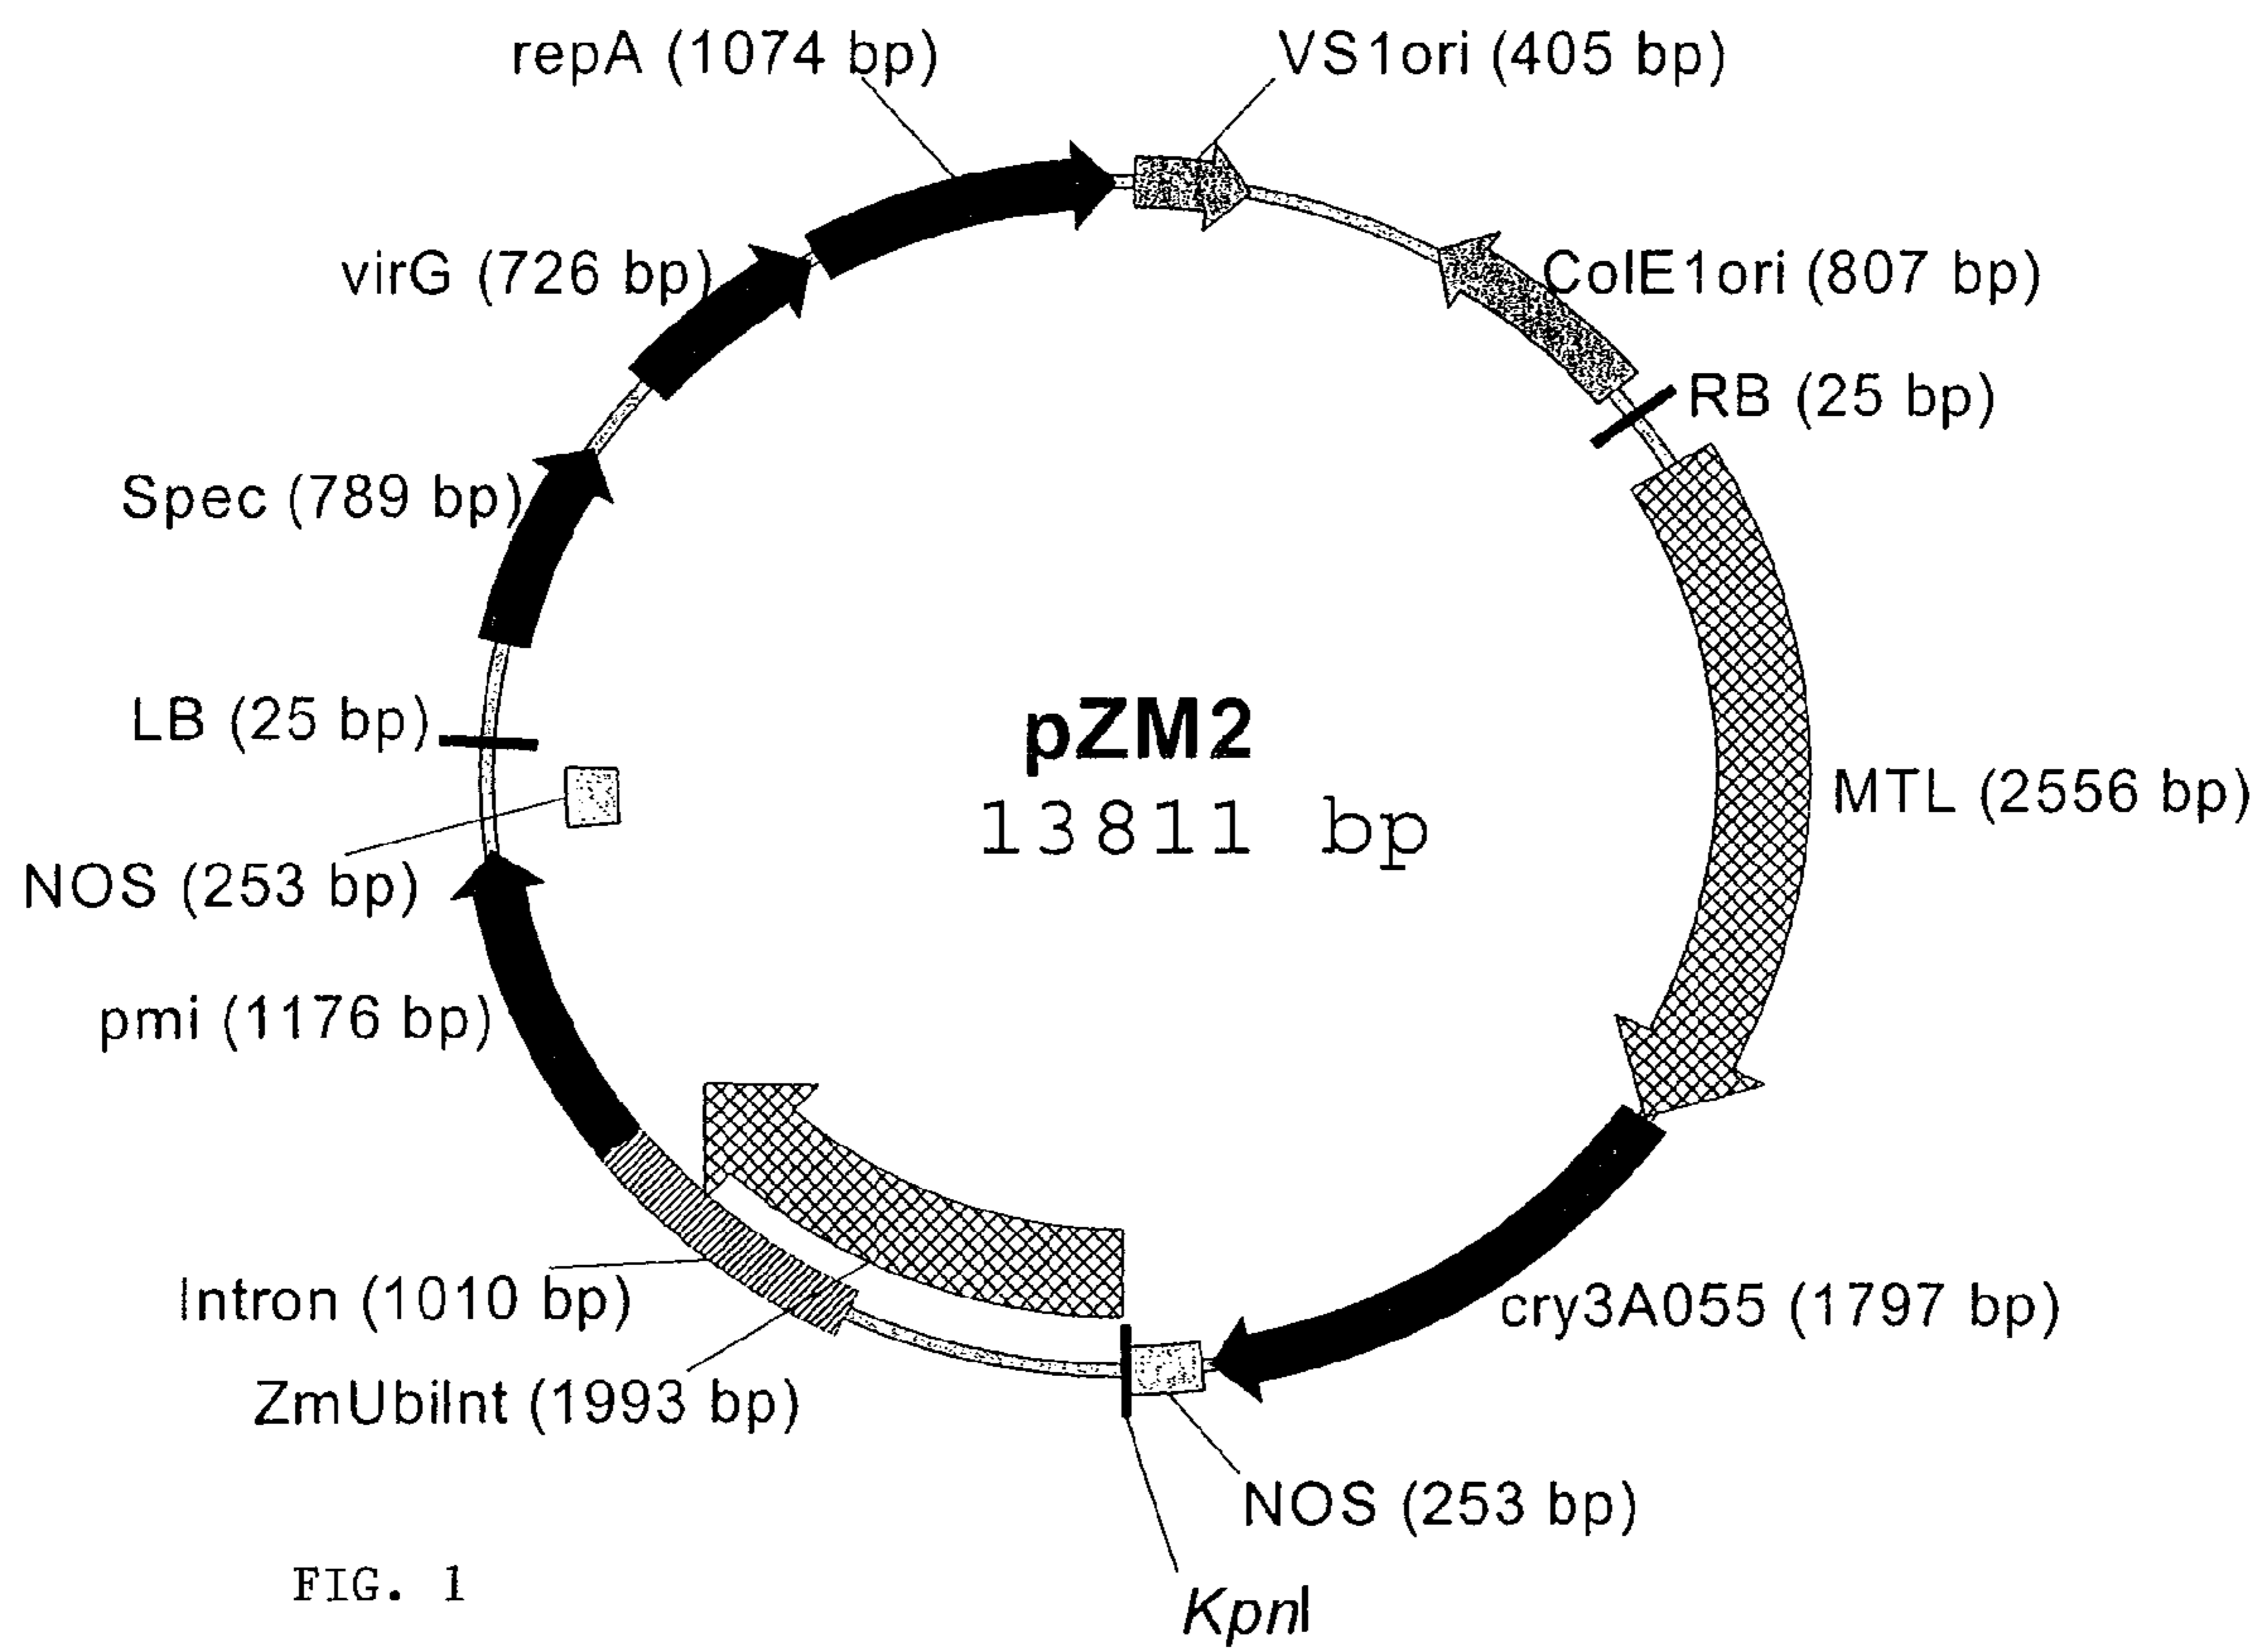 repA (1074 bp)
VS1ori (405 bp)
virG (726 bp)
ColE1ori (807 bp)
RB (25 bp)
Spec (789 bp)
LB (25 bp)
pZM2
13811 bp
MTL (2556 bp)
NOS (253 bp)
pmi (1176 bp)
Intron (1010 bp)
cry3A055 (1797 bp)
ZmUbiInt (1993 bp)
NOS (253 bp)
KpnI
FIG. 1